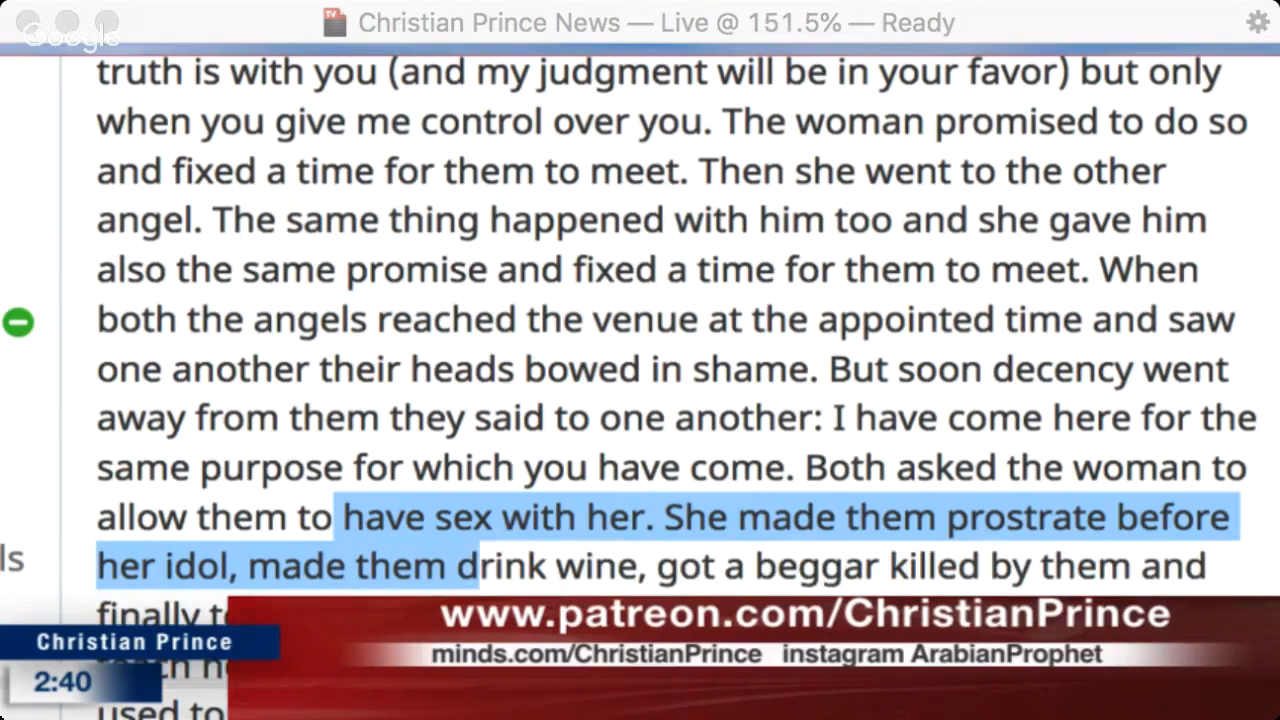 Christian Prince News — Live @ 151.5% — Ready
Google
truth is with you (and my judgment will be in your favor) but only
when you give me control over you. The woman promised to do so
and fixed a time for them to meet. Then she went to the other
angel. The same thing happened with him too and she gave him
also the same promise and fixed a time for them to meet. When
both the angels reached the venue at the appointed time and saw
one another their heads bowed in shame. But soon decency went
away from them they said to one another: I have come here for the
same purpose for which you have come. Both asked the woman to
allow them to have sex with her. She made them prostrate before
her idol, made them drink wine, got a beggar killed by them and
finally
used to
ls
www.patreon.com/ChristianPrince
minds.com/ChristianPrince instagram ArabianProphet
Christian Prince
2:40